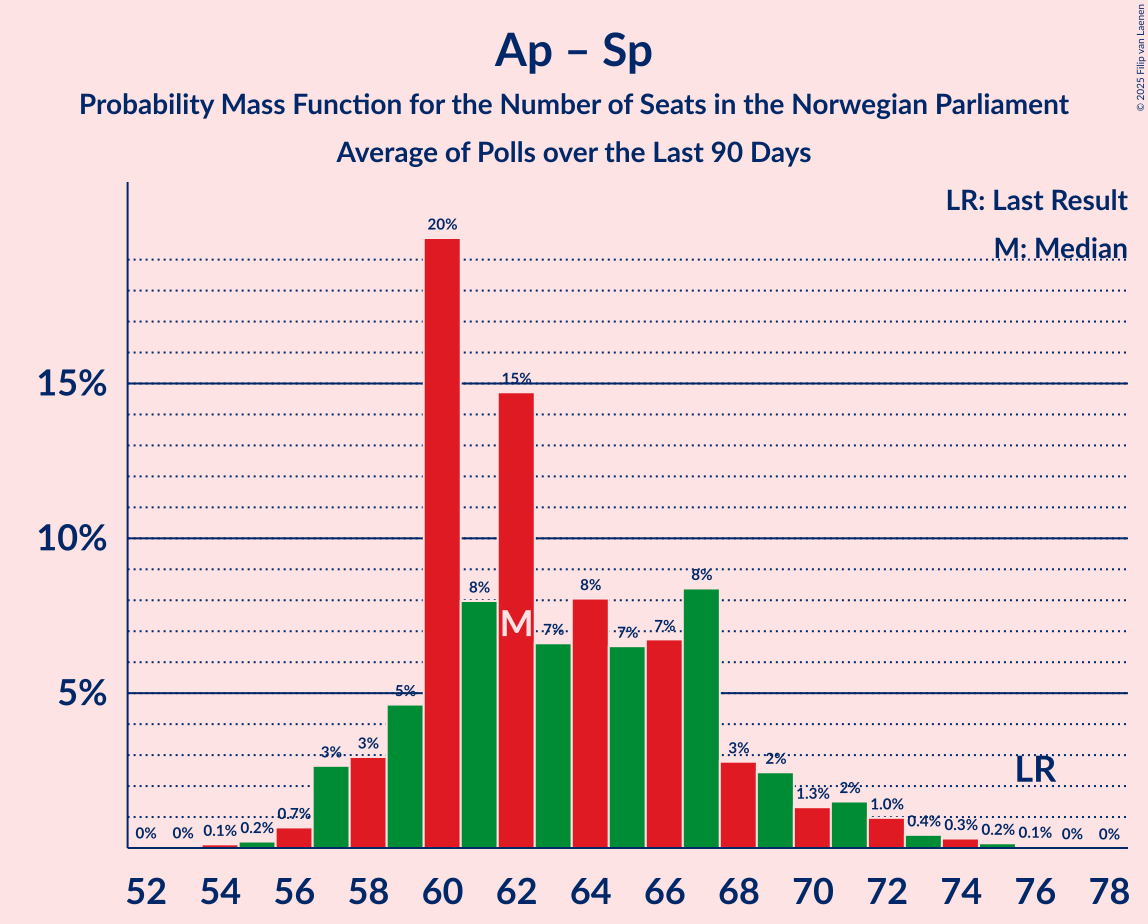 Ap – Sp
Probability Mass Function for the Number of Seats in the Norwegian Parliament
Average of Polls over the Last 90 Days
© 2025 Filip van Laenen
LR: Last Result
M: Median
15%
10%
5%
0% 0% 0.1% 0.2% 0.7% 3% 3% 5% 20% 8% 15% 7% 8% 7% 7% 8% 3% 2% 1.3% 2% 1.0% 0.4% 0.3% 0.2% 0.1% 0% 0%
M
LR
52 54 56 58 60 62 64 66 68 70 72 74 76 78